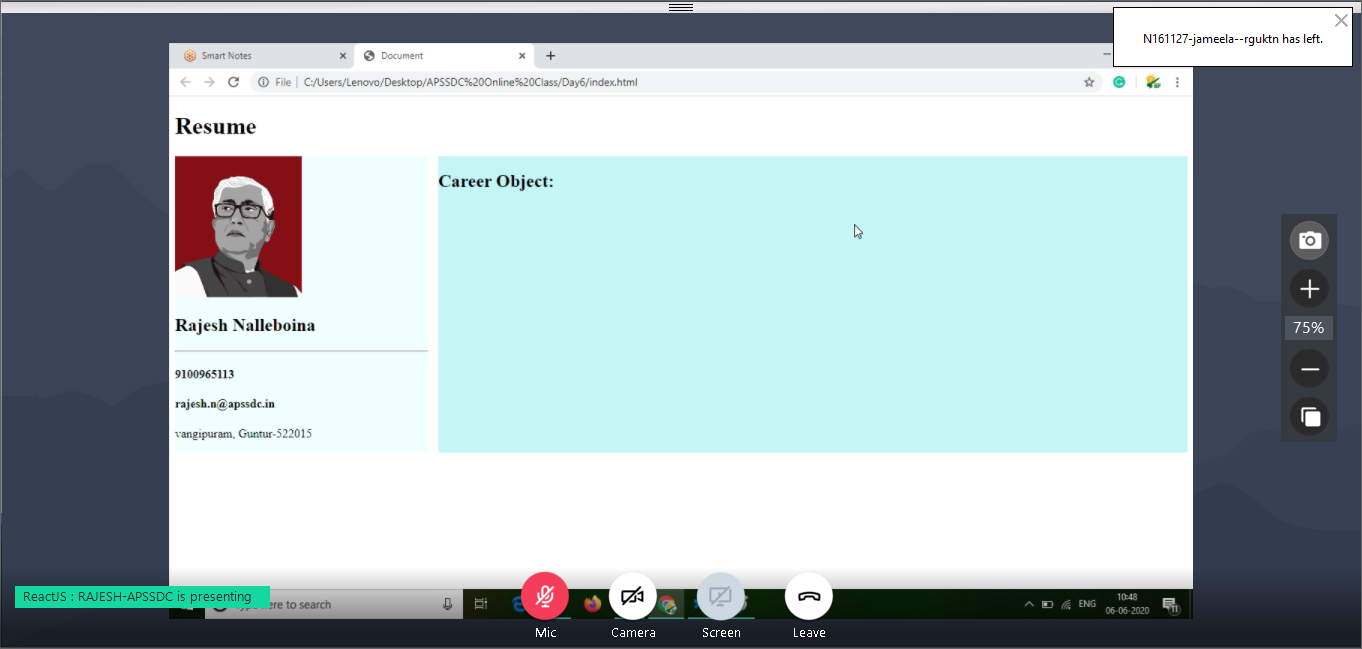 N161127-jameela--rguktn has left.
Smart Notes
Document
File
C:/Users/Lenovo/Desktop/APSSDC%20Online%20Class/Day6/index.html
Resume
Career Object:
Rajesh Nalleboina
9100965113
rajesh.n@apssdc.in
vangipuram, Guntur-522015
75%
ReactJS : RAJESH-APSSDC is presenting
here to search
ENG
10:48
06-06-2020
11
Mic
Camera
Screen
Leave